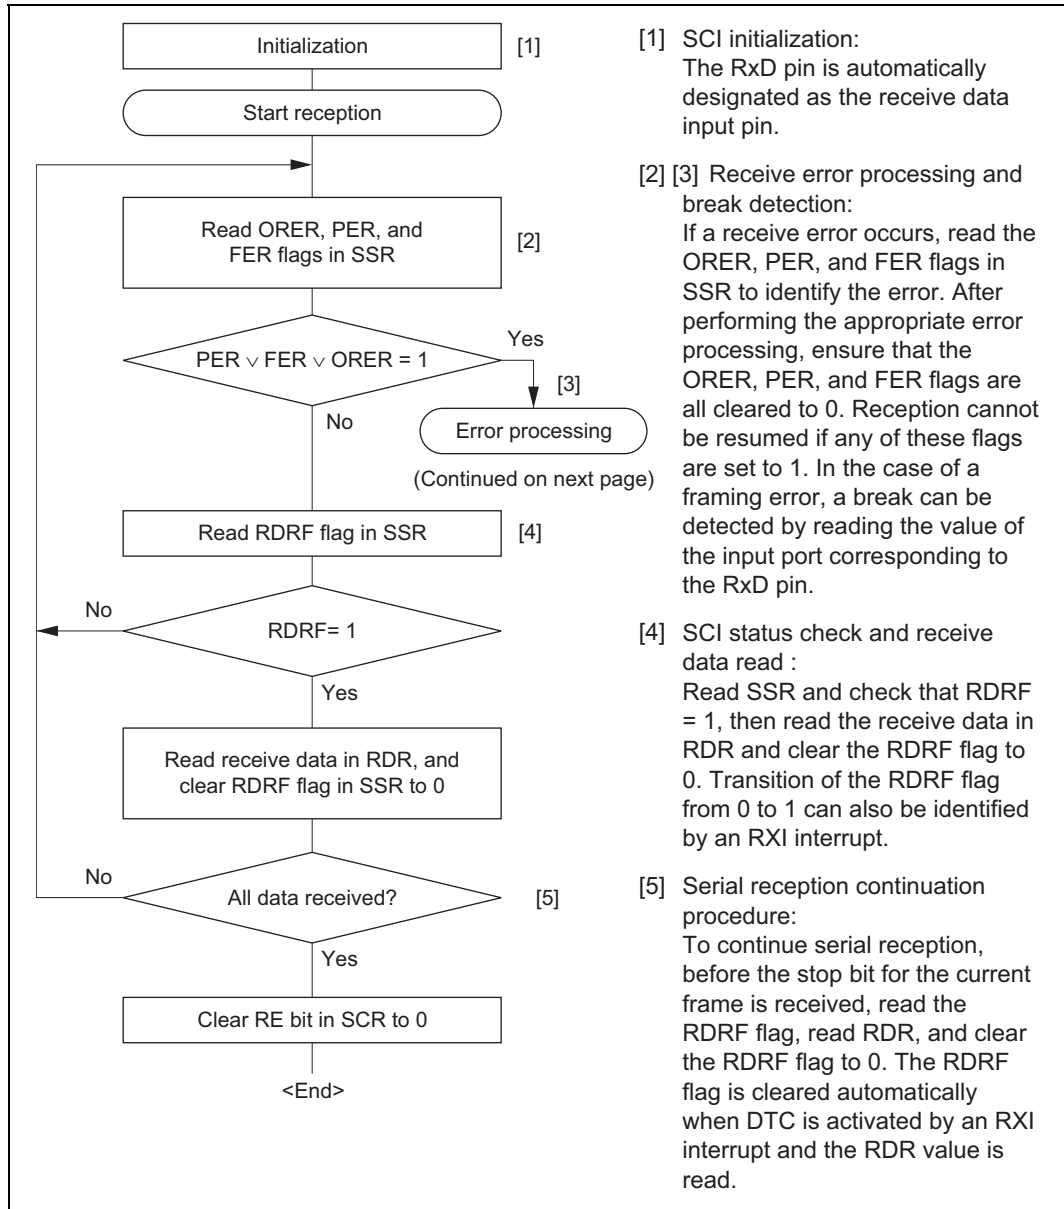 Initialization
[1]
Start reception
Read ORER, PER, and
FER flags in SSR
[2]
PER ∨ FER ∨ ORER = 1
Yes
[3]
No
Error processing
(Continued on next page)
Read RDRF flag in SSR
[4]
No
RDRF= 1
Yes
Read receive data in RDR, and
clear RDRF flag in SSR to 0
No
All data received?
[5]
Yes
Clear RE bit in SCR to 0
<End>
[1] SCI initialization:
The RxD pin is automatically
designated as the receive data
input pin.
[2] [3] Receive error processing and
break detection:
If a receive error occurs, read the
ORER, PER, and FER flags in
SSR to identify the error. After
performing the appropriate error
processing, ensure that the
ORER, PER, and FER flags are
all cleared to 0. Reception cannot
be resumed if any of these flags
are set to 1. In the case of a
framing error, a break can be
detected by reading the value of
the input port corresponding to
the RxD pin.
[4] SCI status check and receive
data read :
Read SSR and check that RDRF
= 1, then read the receive data in
RDR and clear the RDRF flag to
0. Transition of the RDRF flag
from 0 to 1 can also be identified
by an RXI interrupt.
[5] Serial reception continuation
procedure:
To continue serial reception,
before the stop bit for the current
frame is received, read the
RDRF flag, read RDR, and clear
the RDRF flag to 0. The RDRF
flag is cleared automatically
when DTC is activated by an RXI
interrupt and the RDR value is
read.